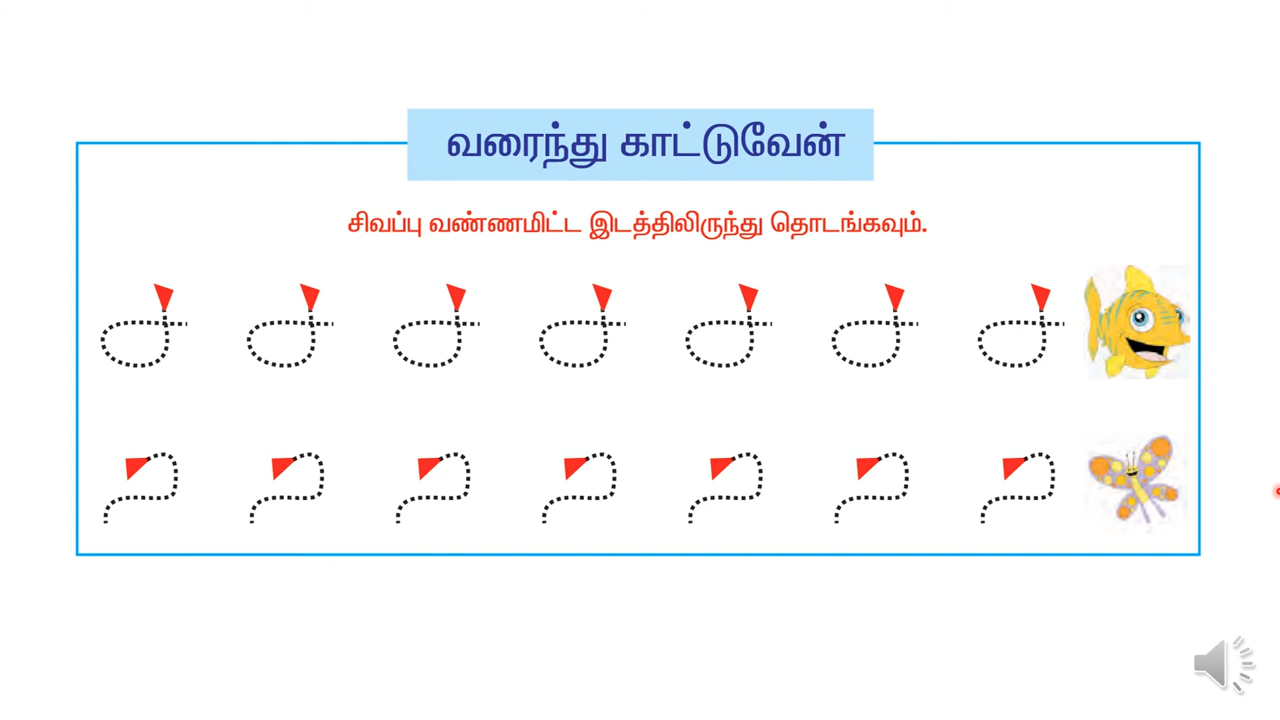 வரைந்து காட்டுவேன்
சிவப்பு வண்ணமிட்ட இடத்திலிருந்து தொடங்கவும்.